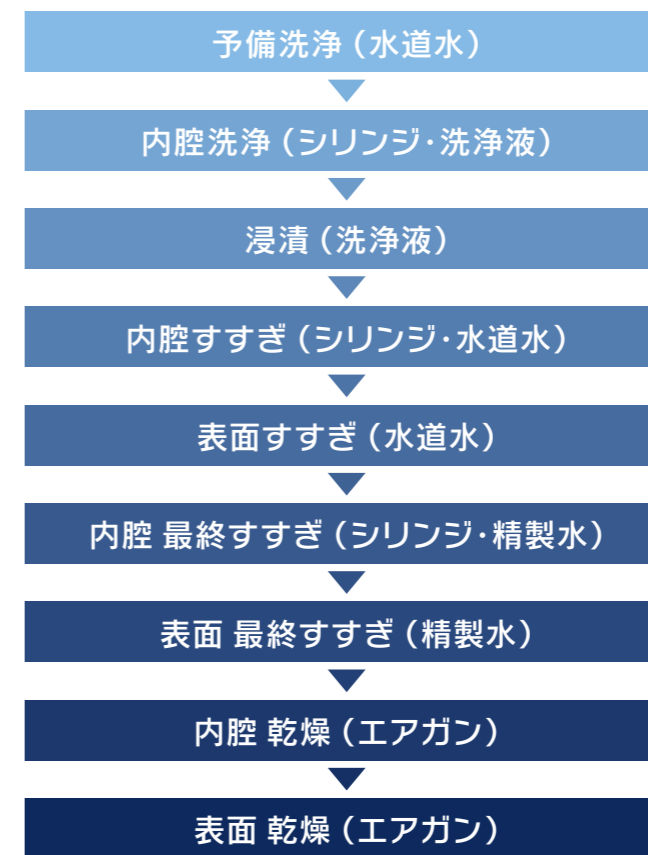 予備洗浄（水道水）
内腔洗浄（シリンジ・洗浄液）
浸漬（洗浄液）
内腔すすぎ（シリンジ・水道水）
表面すすぎ（水道水）
内腔 最終すすぎ（シリンジ・精製水）
表面 最終すすぎ（精製水）
内腔 乾燥（エアガン）
表面 乾燥（エアガン）